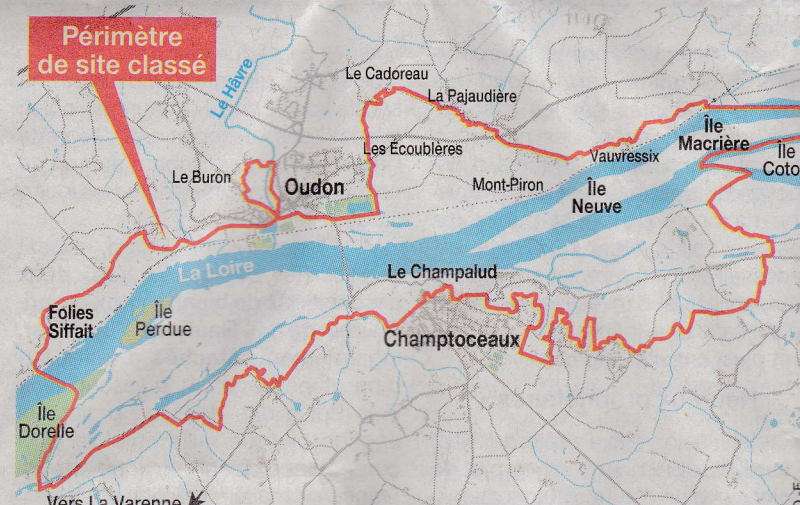 Périmètre
de site classé
Le Hâvre
Le Cadoreau
La Pajaudière
Île
Macrière
Île
Coto
Les Écoublères
Vauvressix
Le Buron
Oudon
Mont-Piron
Île
Neuve
La Loire
Le Champalud
Folies
Siffait
Île
Perdue
Champtoceaux
Île
Dorelle
Vers La Varenne